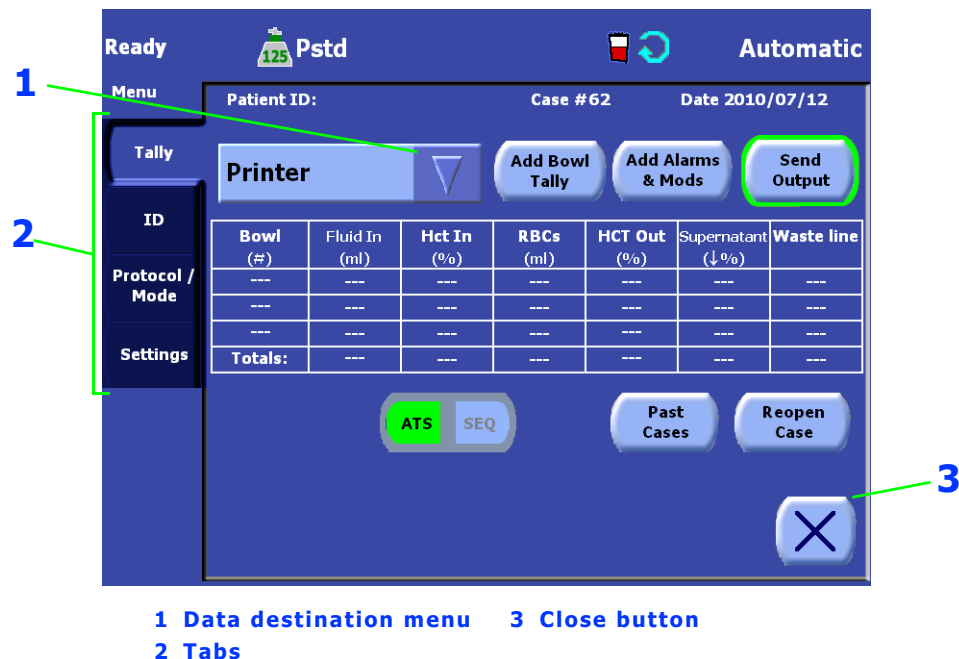 Ready 125 Pstd Automatic
1
Menu
Patient ID: Case #62 Date 2010/07/12
Tally
Printer
Add Bowl Tally
Add Alarms & Mods
Send Output
2
ID
Protocol / Mode
Settings
Bowl (#) Fluid In (ml) Hct In (%) RBCs (ml) HCT Out (%) Supernatant (↓%) Waste line
--- --- --- --- --- --- ---
--- --- --- --- --- --- ---
--- --- --- --- --- --- ---
Totals: --- --- --- --- --- ---
ATS SEQ
Past Cases
Reopen Case
3
1 Data destination menu 3 Close button
2 Tabs